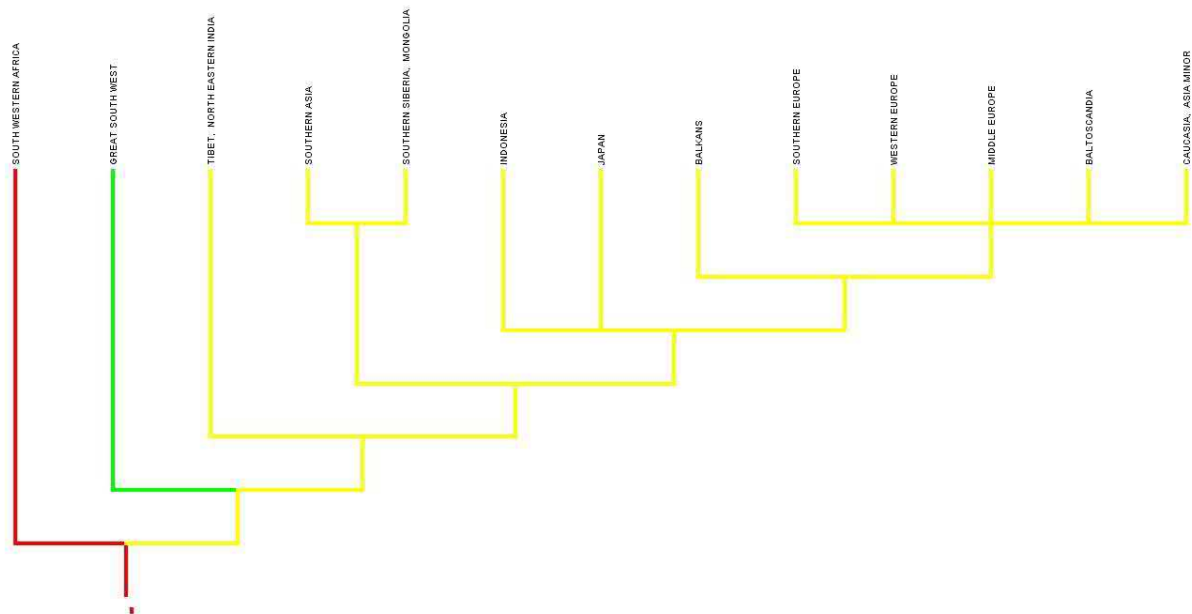 SOUTH WESTERN AFRICA
GREAT SOUTH WEST
TIBET, NORTH EASTERN INDIA
SOUTHERN ASIA
SOUTHERN SIBERIA, MONGOLIA
INDONESIA
JAPAN
BALKANS
SOUTHERN EUROPE
WESTERN EUROPE
MIDDLE EUROPE
BALTOSCANDIA
CAUCASIA, ASIA MINOR